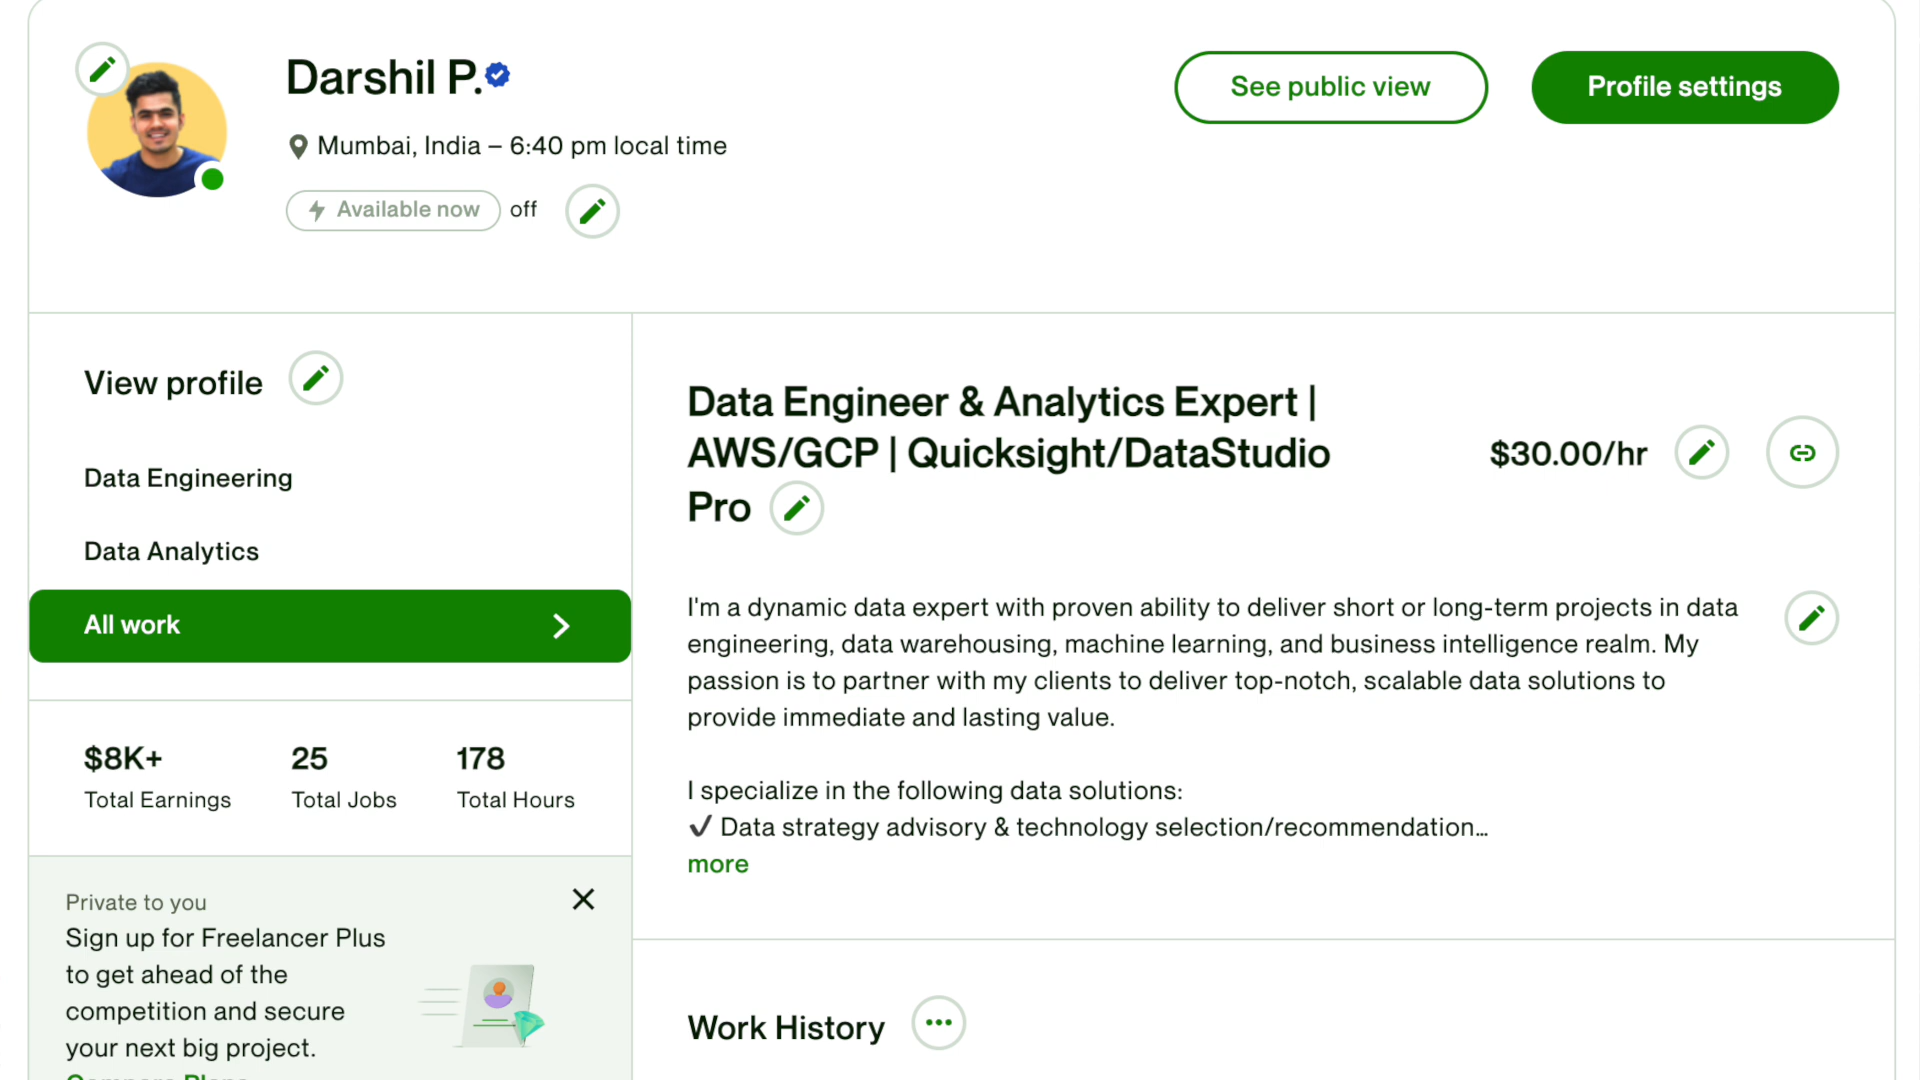 Darshil P.
See public view
Profile settings
Mumbai, India – 6:40 pm local time
Available now off
View profile
Data Engineering
Data Analytics
All work
$8K+ 25 178
Total Earnings Total Jobs Total Hours
Private to you
Sign up for Freelancer Plus
to get ahead of the
competition and secure
your next big project.
Data Engineer & Analytics Expert |
AWS/GCP | Quicksight/DataStudio
Pro
$30.00/hr
I'm a dynamic data expert with proven ability to deliver short or long-term projects in data
engineering, data warehousing, machine learning, and business intelligence realm. My
passion is to partner with my clients to deliver top-notch, scalable data solutions to
provide immediate and lasting value.
I specialize in the following data solutions:
✔ Data strategy advisory & technology selection/recommendation…
more
Work History